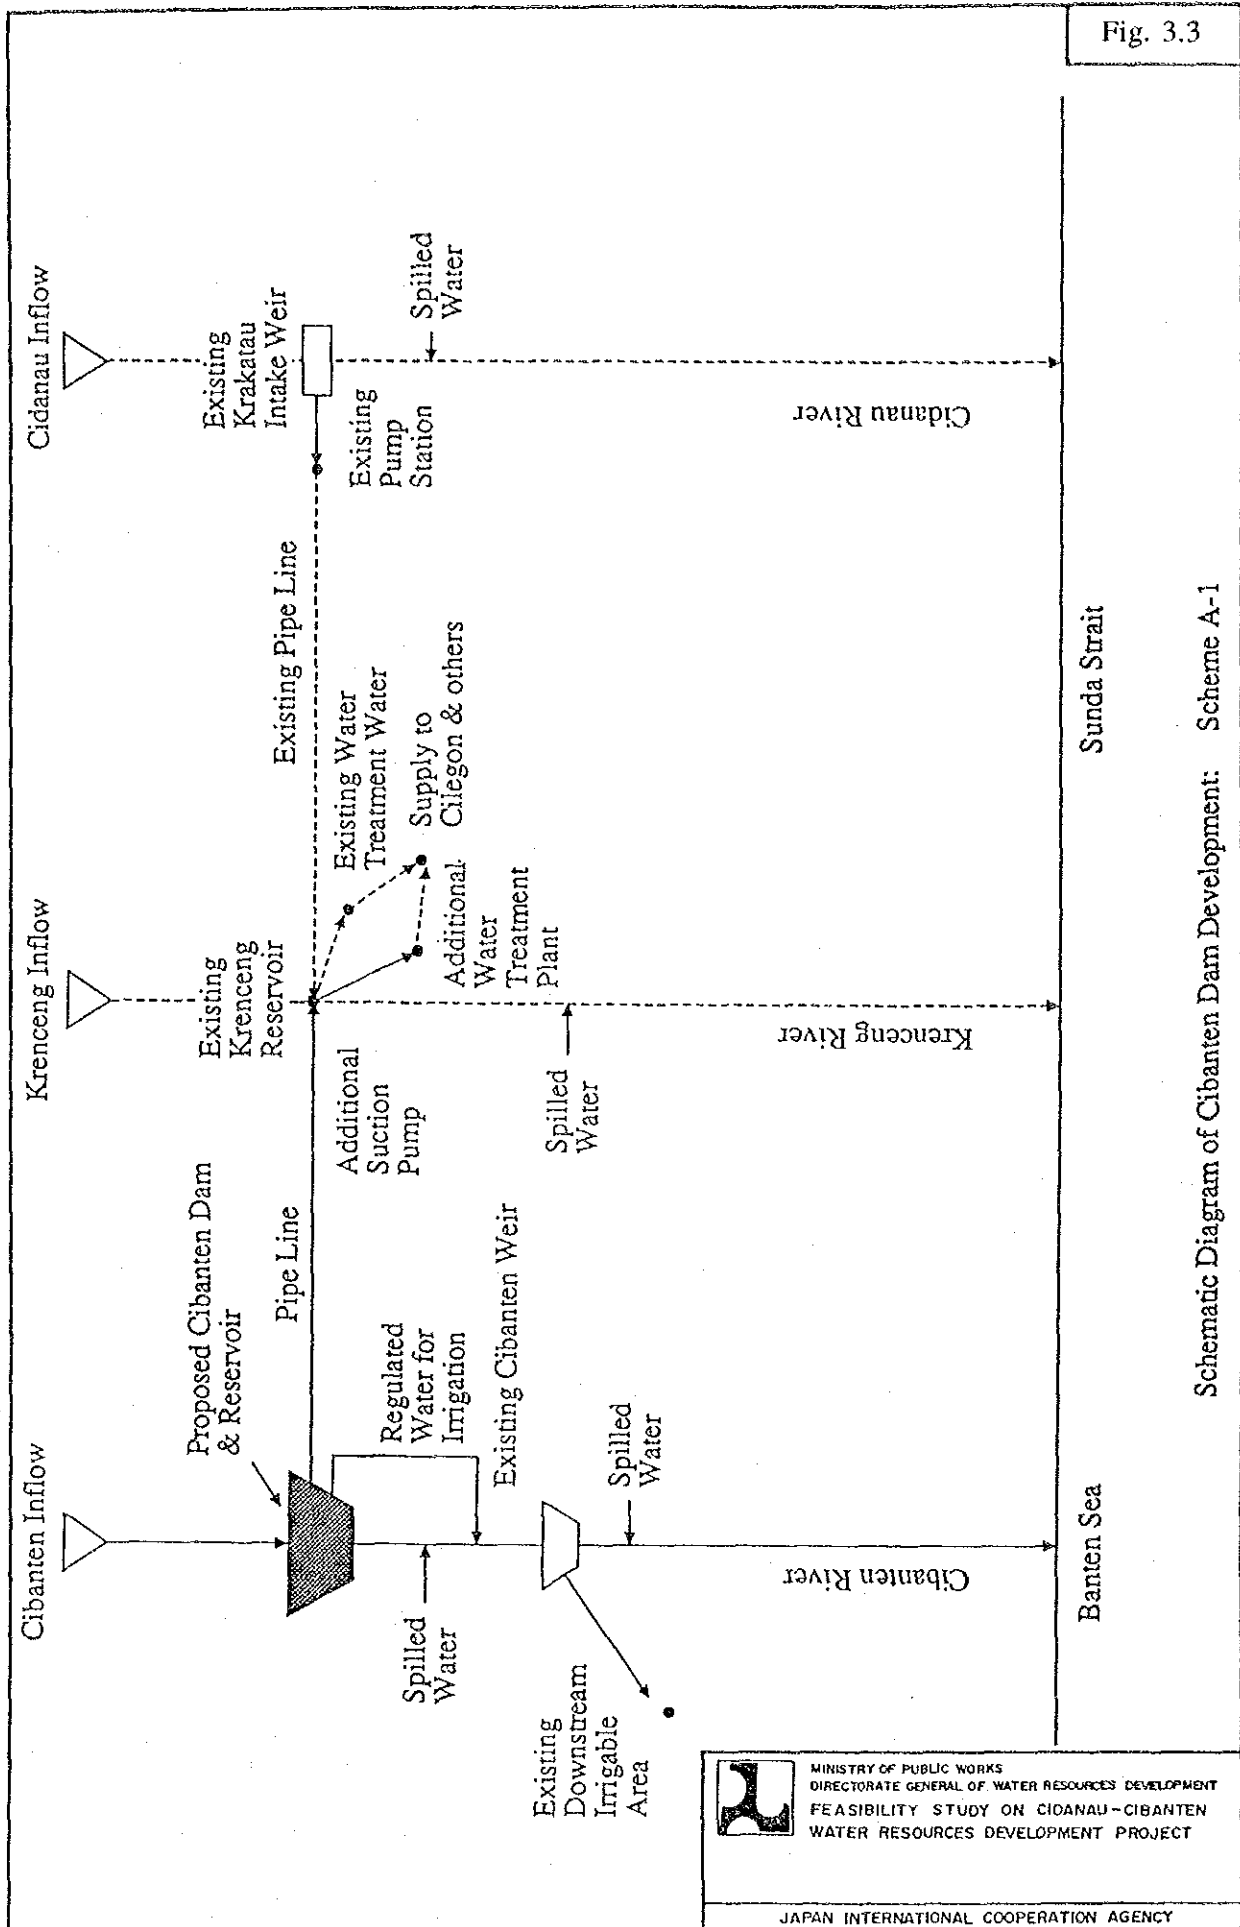 Fig. 3.3
Cibanten Inflow
Krenceng Inflow
Cidanau Inflow
Proposed Cibanten Dam
& Reservoir
Existing
Krenceng
Reservoir
Existing
Krakatau
Intake Weir
Pipe Line
Existing Pipe Line
Spilled
Water
Regulated
Water for
Irrigation
Existing Cibanten Weir
Additional
Suction
Pump
Existing Water
Treatment Water
Supply to
Cilegon & others
Additional
Water
Treatment
Plant
Existing
Pump
Station
Spilled
Water
Existing
Downstream
Irrigable
Area
Spilled
Water
Spilled
Water
Cibanten River
Krenceng River
Cidanau River
Banten Sea
Sunda Strait
Schematic Diagram of Cibanten Dam Development: Scheme A-1
MINISTRY OF PUBLIC WORKS
DIRECTORATE GENERAL OF WATER RESOURCES DEVELOPMENT
FEASIBILITY STUDY ON CIDANAU-CIBANTEN
WATER RESOURCES DEVELOPMENT PROJECT
JAPAN INTERNATIONAL COOPERATION AGENCY